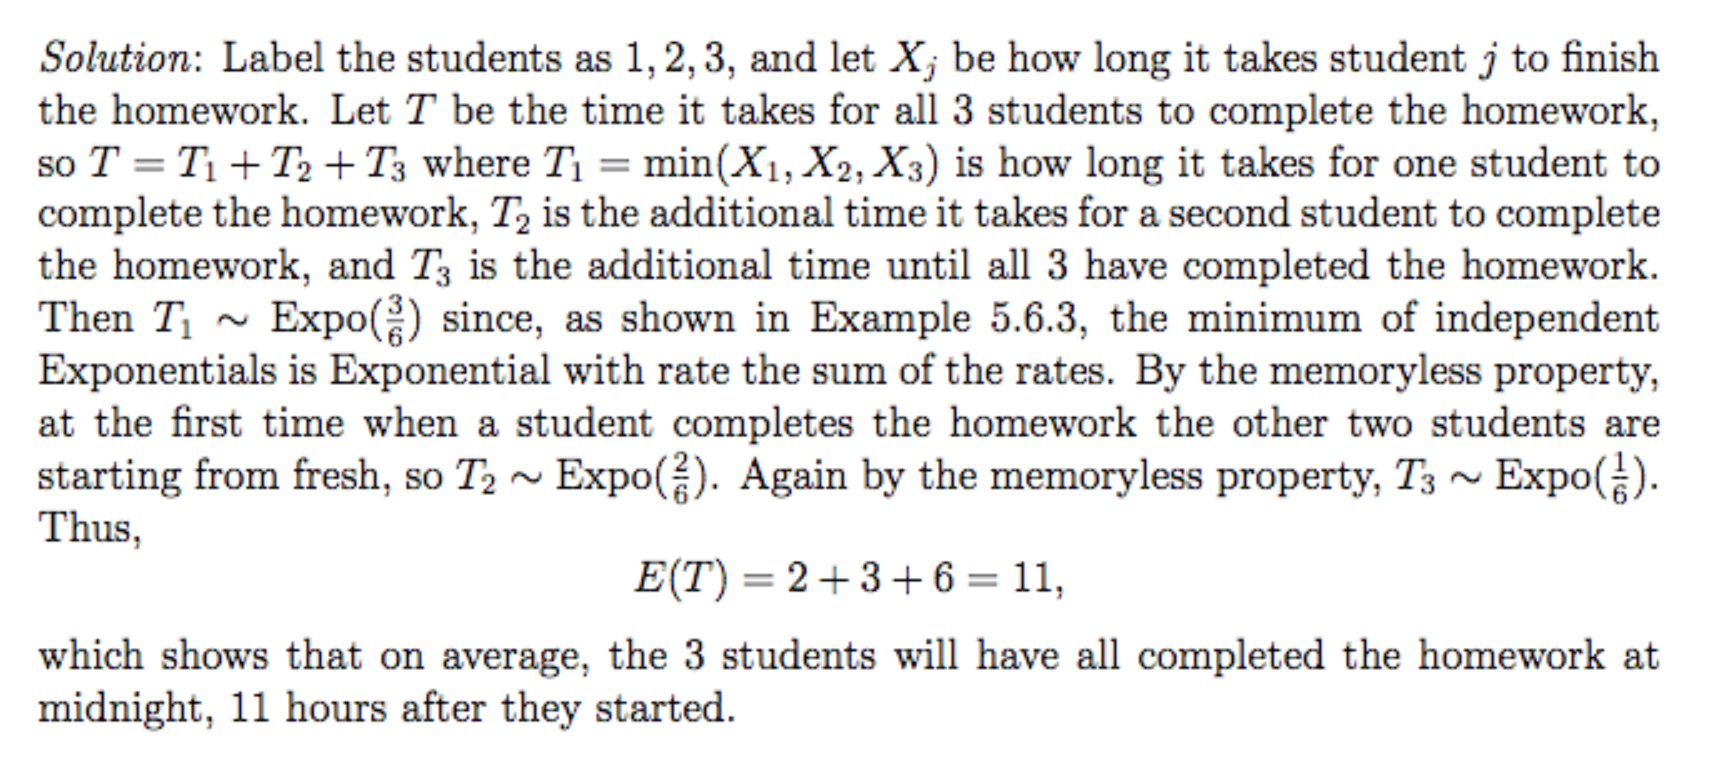 Solution: Label the students as 1, 2, 3, and let X_j be how long it takes student j to finish
the homework. Let T be the time it takes for all 3 students to complete the homework,
so T = T_1 + T_2 + T_3 where T_1 = min(X_1, X_2, X_3) is how long it takes for one student to
complete the homework, T_2 is the additional time it takes for a second student to complete
the homework, and T_3 is the additional time until all 3 have completed the homework.
Then T_1 ~ Expo(3/6) since, as shown in Example 5.6.3, the minimum of independent
Exponentials is Exponential with rate the sum of the rates. By the memoryless property,
at the first time when a student completes the homework the other two students are
starting from fresh, so T_2 ~ Expo(2/6). Again by the memoryless property, T_3 ~ Expo(1/6).
Thus,
E(T) = 2 + 3 + 6 = 11,
which shows that on average, the 3 students will have all completed the homework at
midnight, 11 hours after they started.